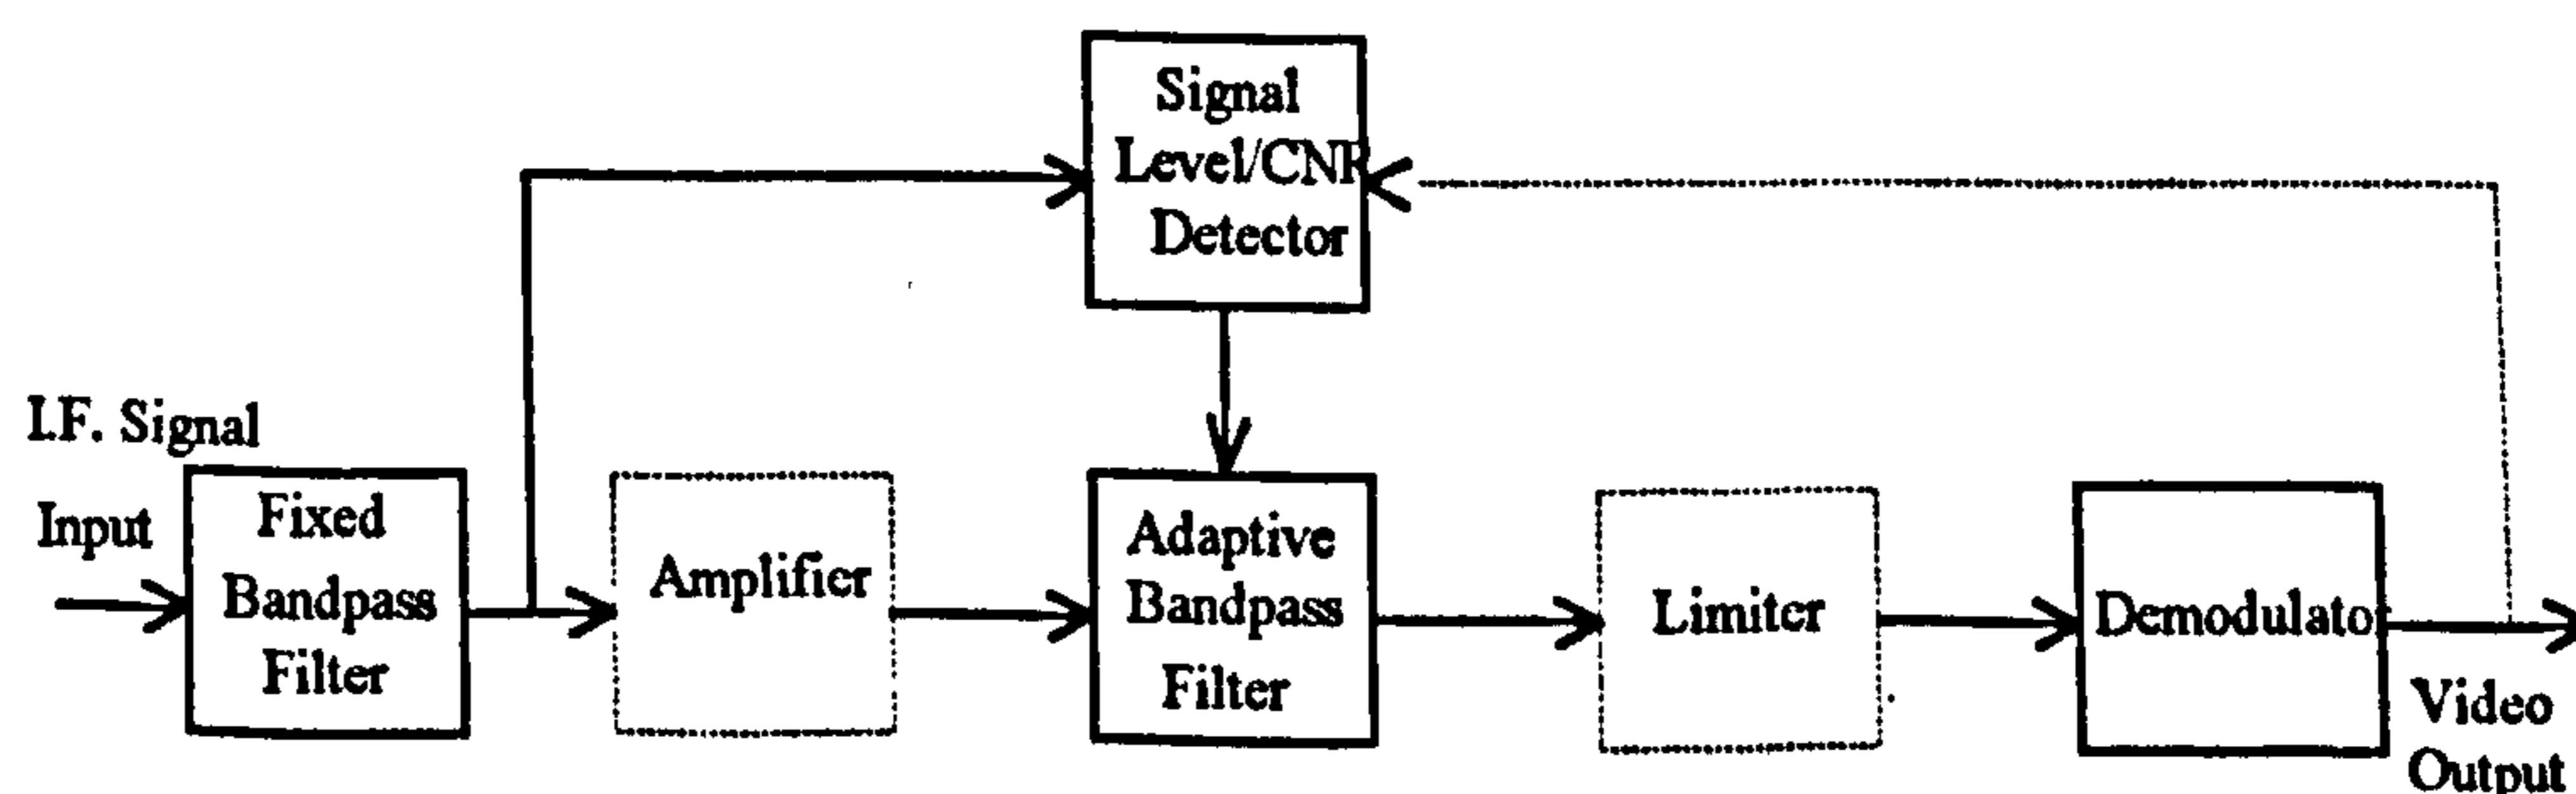 Signal
Level/CNR
Detector
I.F. Signal
Input
Fixed
Bandpass
Filter
Amplifier
Adaptive
Bandpass
Filter
Limiter
Demodulato
Video
Output